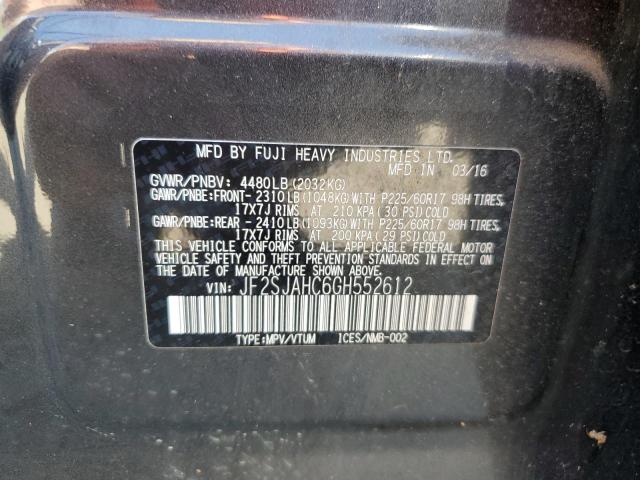 MFD BY FUJI HEAVY INDUSTRIES LTD.
MFD IN 03/16
GVWR/PNBV: 4480LB(2032KG)
GAWR/PNBE:FRONT- 2310LB(1048KG)WITH P225/60R17 98H TIRES,
17X7J RIMS AT 210 KPA(30 PSI)COLD
GAWR/PNBE:REAR - 2410LB(1093KG)WITH P225/60R17 98H TIRES,
17X7J RIMS AT 200 KPA(29 PSI)COLD
THIS VEHICLE CONFORMS TO ALL APPLICABLE FEDERAL MOTOR
VEHICLE SAFETY AND THEFT PREVENTION STANDARDS IN
EFFECT ON THE DATE OF MANUFACTURE SHOWN ABOVE.
VIN: JF2SJAHC6GH552612
TYPE:MPV/VTUM ICES/NMB-002